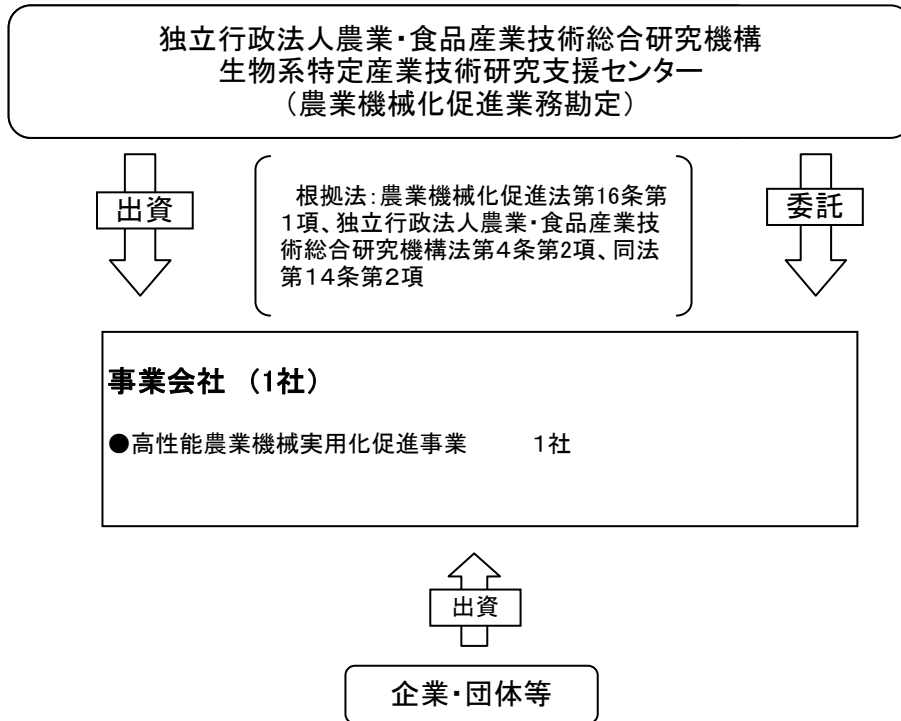 独立行政法人農業・食品産業技術総合研究機構
生物系特定産業技術研究支援センター
(農業機械化促進業務勘定)
出資
根拠法:農業機械化促進法第16条第
1項、独立行政法人農業・食品産業技
術総合研究機構法第4条第2項、同法
第14条第2項
委託
事業会社 (1社)
●高性能農業機械実用化促進事業 1社
出資
企業・団体等